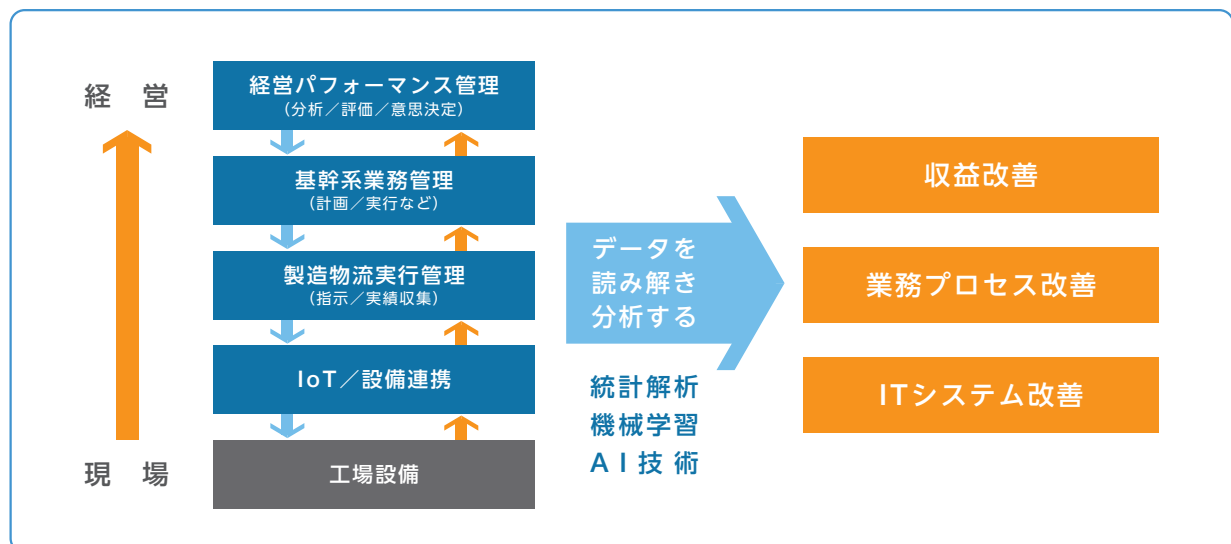 経 営
経営パフォーマンス管理
(分析／評価／意思決定)
基幹系業務管理
(計画／実行など)
製造物流実行管理
(指示／実績収集)
IoT／設備連携
現 場
工場設備
データを
読み解き
分析する
統計解析
機械学習
AI技術
収益改善
業務プロセス改善
ITシステム改善